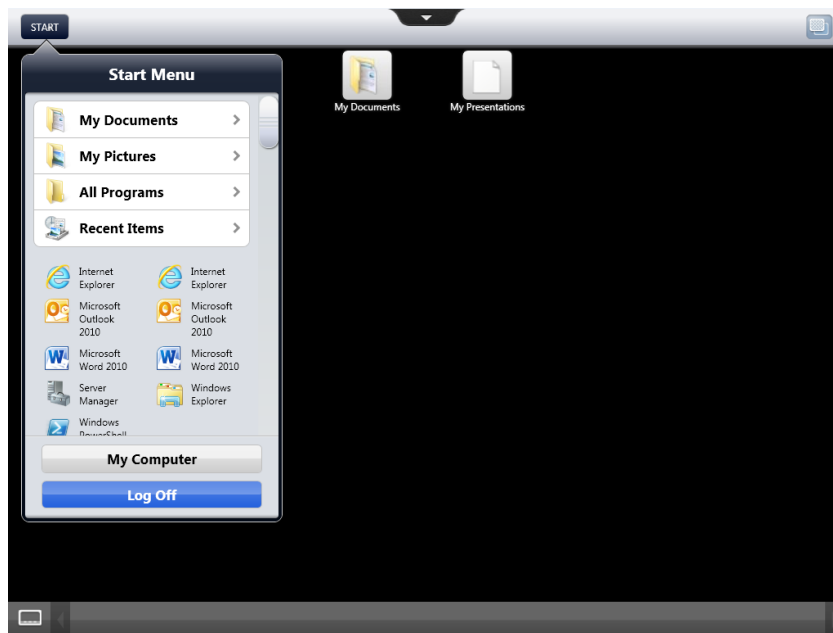 START
Start Menu
My Documents
My Pictures
All Programs
Recent Items
Internet
Explorer
Internet
Explorer
Microsoft
Outlook
2010
Microsoft
Outlook
2010
Microsoft
Word 2010
Microsoft
Word 2010
Server
Manager
Windows
Explorer
Windows
PowerShell
My Computer
Log Off
My Documents
My Presentations